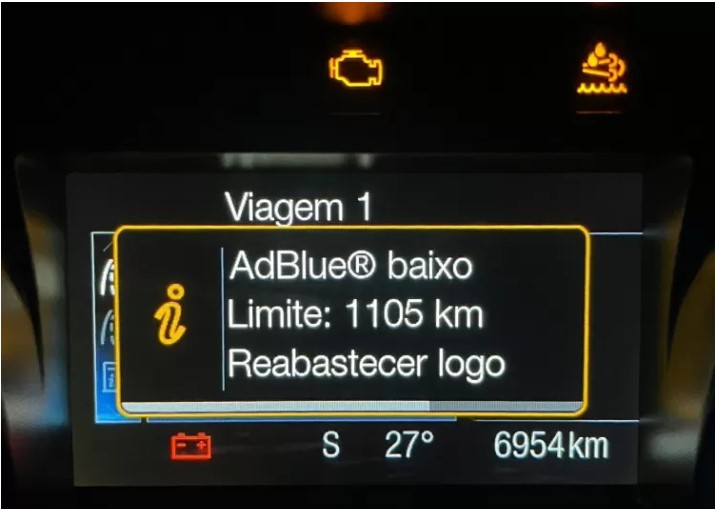 Viagem 1
AdBlue® baixo
Limite: 1105 km
Reabastecer logo
S 27° 6954km